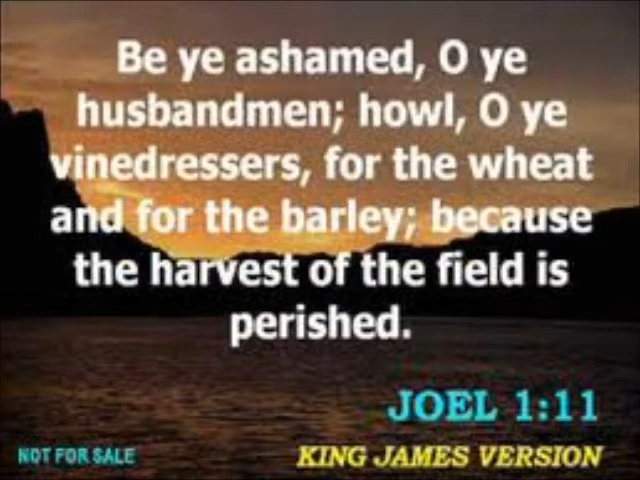 Be ye ashamed, O ye
husbandmen; howl, O ye
vinedressers, for the wheat
and for the barley; because
the harvest of the field is
perished.
JOEL 1:11
NOT FOR SALE
KING JAMES VERSION